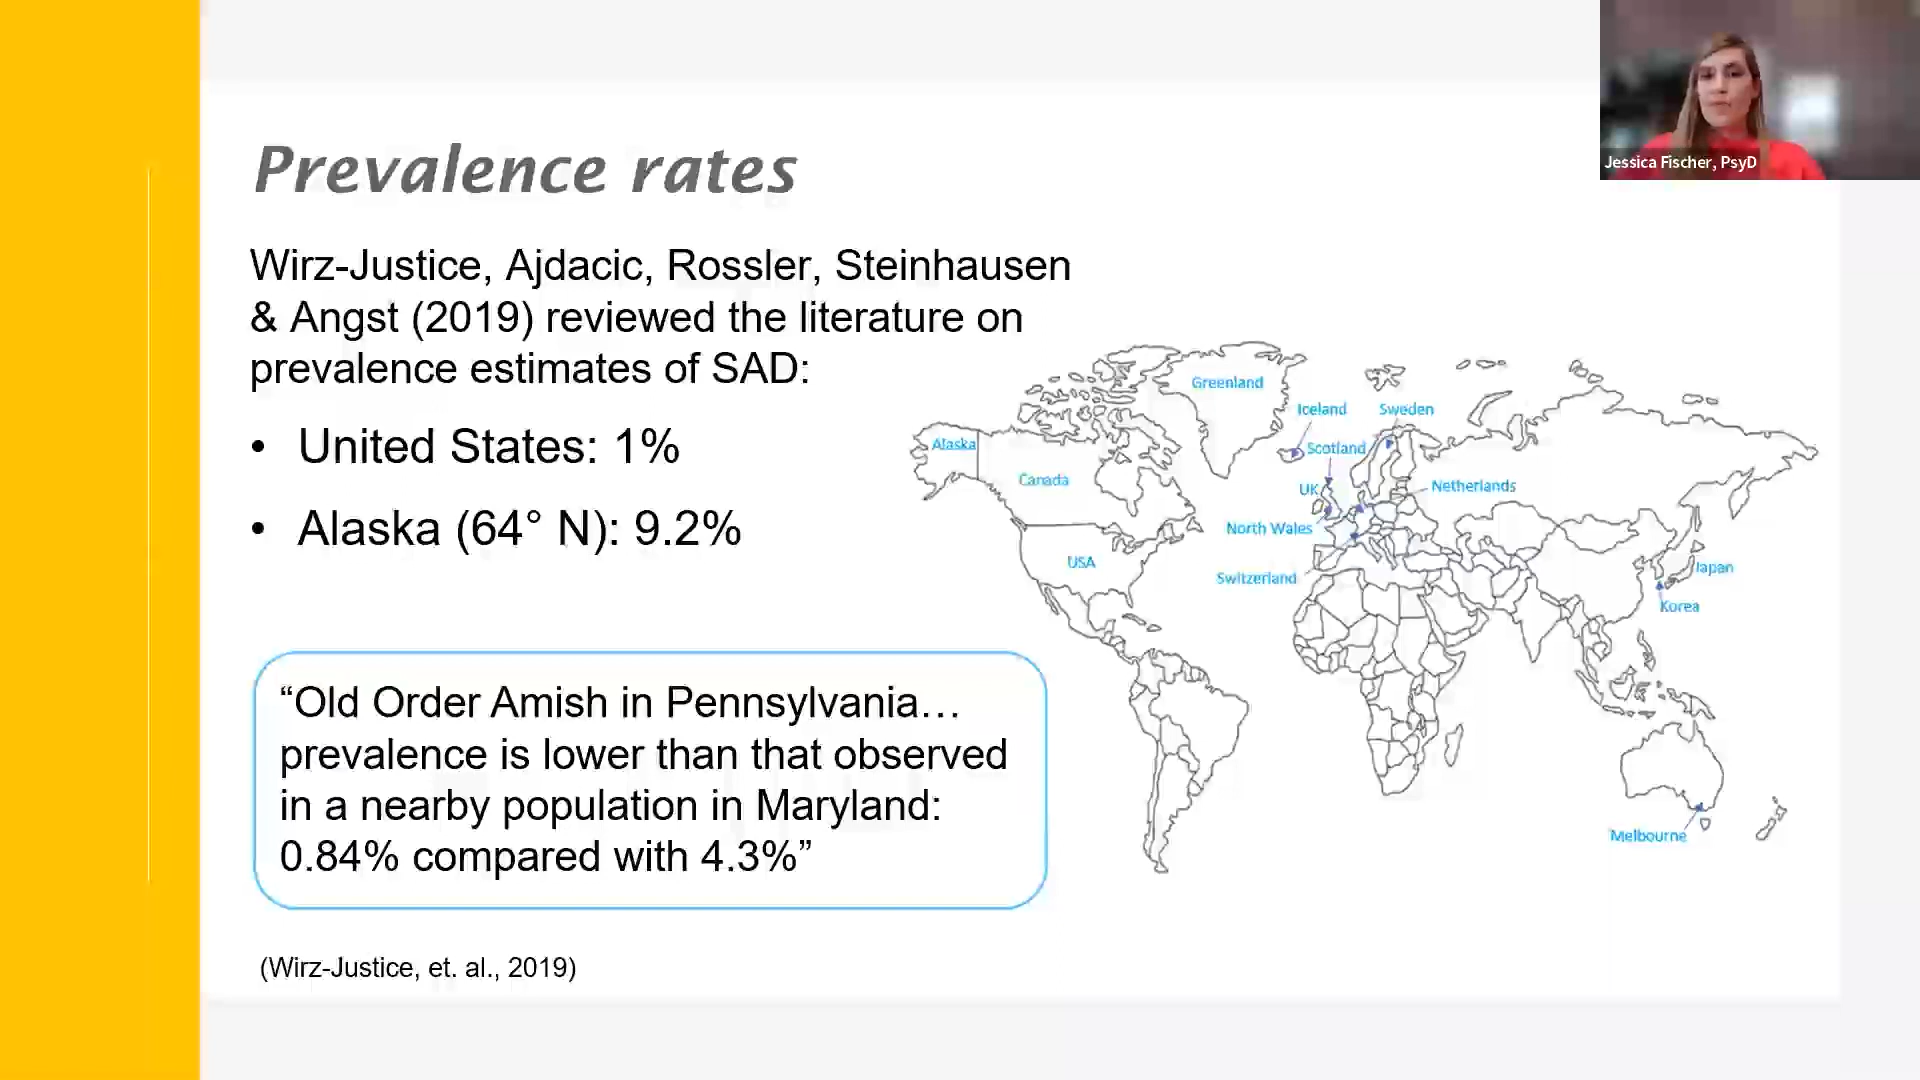 Jessica Fischer, PsyD
Prevalence rates
Wirz-Justice, Ajdacic, Rossler, Steinhausen
& Angst (2019) reviewed the literature on
prevalence estimates of SAD:
• United States: 1%
• Alaska (64° N): 9.2%
“Old Order Amish in Pennsylvania…
prevalence is lower than that observed
in a nearby population in Maryland:
0.84% compared with 4.3%”
(Wirz-Justice, et. al., 2019)
Greenland
Iceland
Sweden
Alaska
Scotland
Canada
UK
Netherlands
North Wales
USA
Switzerland
Japan
Korea
Melbourne